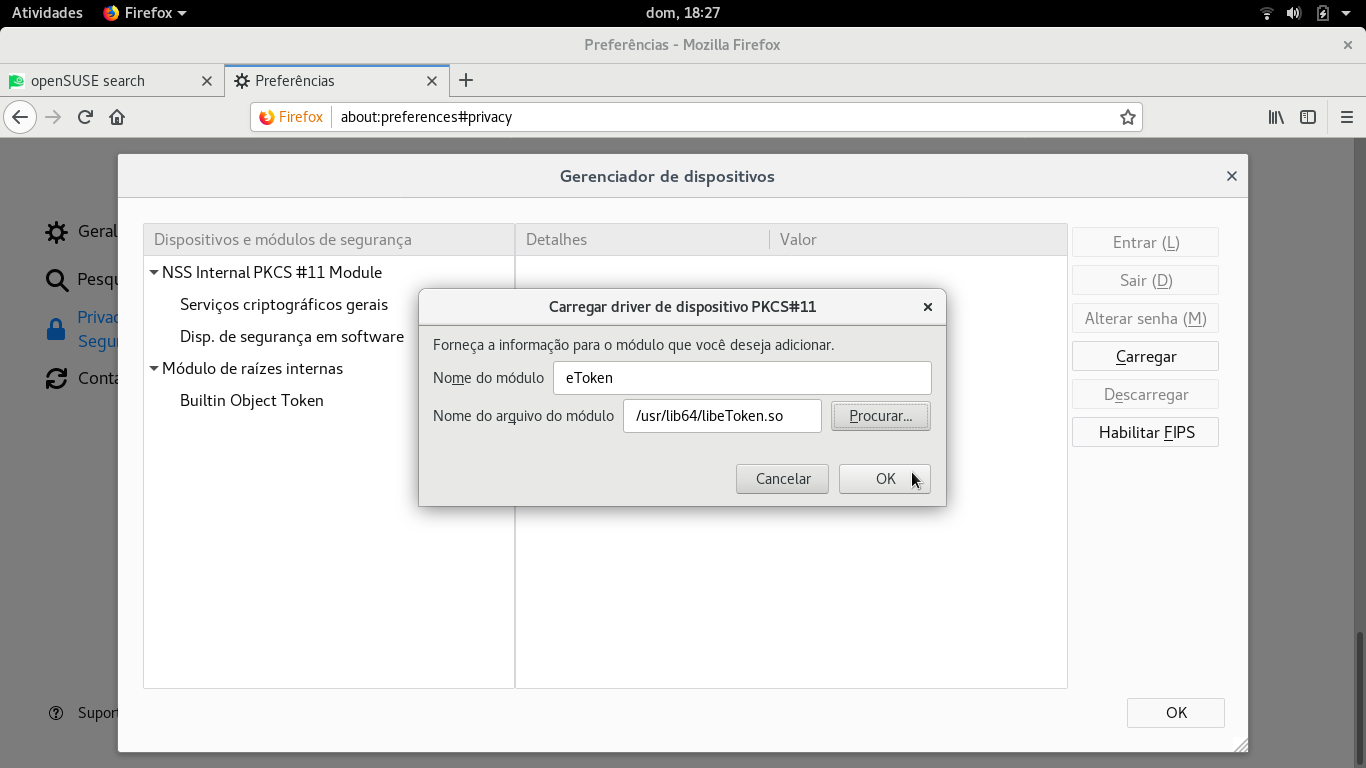 Atividades
Firefox
dom, 18:27
Preferências - Mozilla Firefox
openSUSE search
Preferências
Firefox
about:preferences#privacy
Gerenciador de dispositivos
Geral
Dispositivos e módulos de segurança
Detalhes
Valor
Entrar (L)
NSS Internal PKCS #11 Module
Pesqu
Sair (D)
Serviços criptográficos gerais
Carregar driver de dispositivo PKCS#11
Privac
Segur
Alterar senha (M)
Disp. de segurança em software
Forneça a informação para o módulo que você deseja adicionar.
Carregar
Módulo de raízes internas
Nome do módulo
eToken
Conta
Descarregar
Builtin Object Token
Nome do arquivo do módulo
/usr/lib64/libeToken.so
Procurar...
Habilitar FIPS
Cancelar
OK
Suport
OK